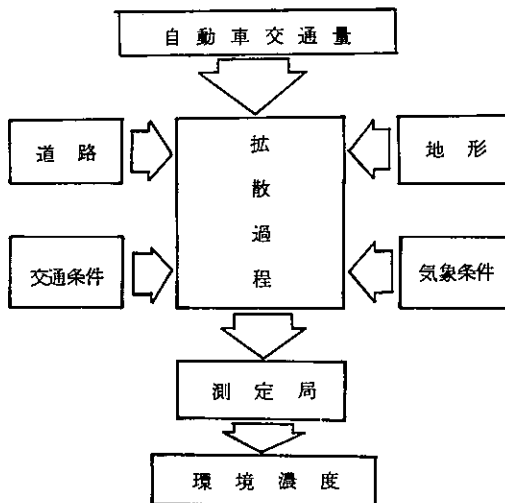 自動車交通量
道路
拡散過程
地形
交通条件
気象条件
測定局
環境濃度